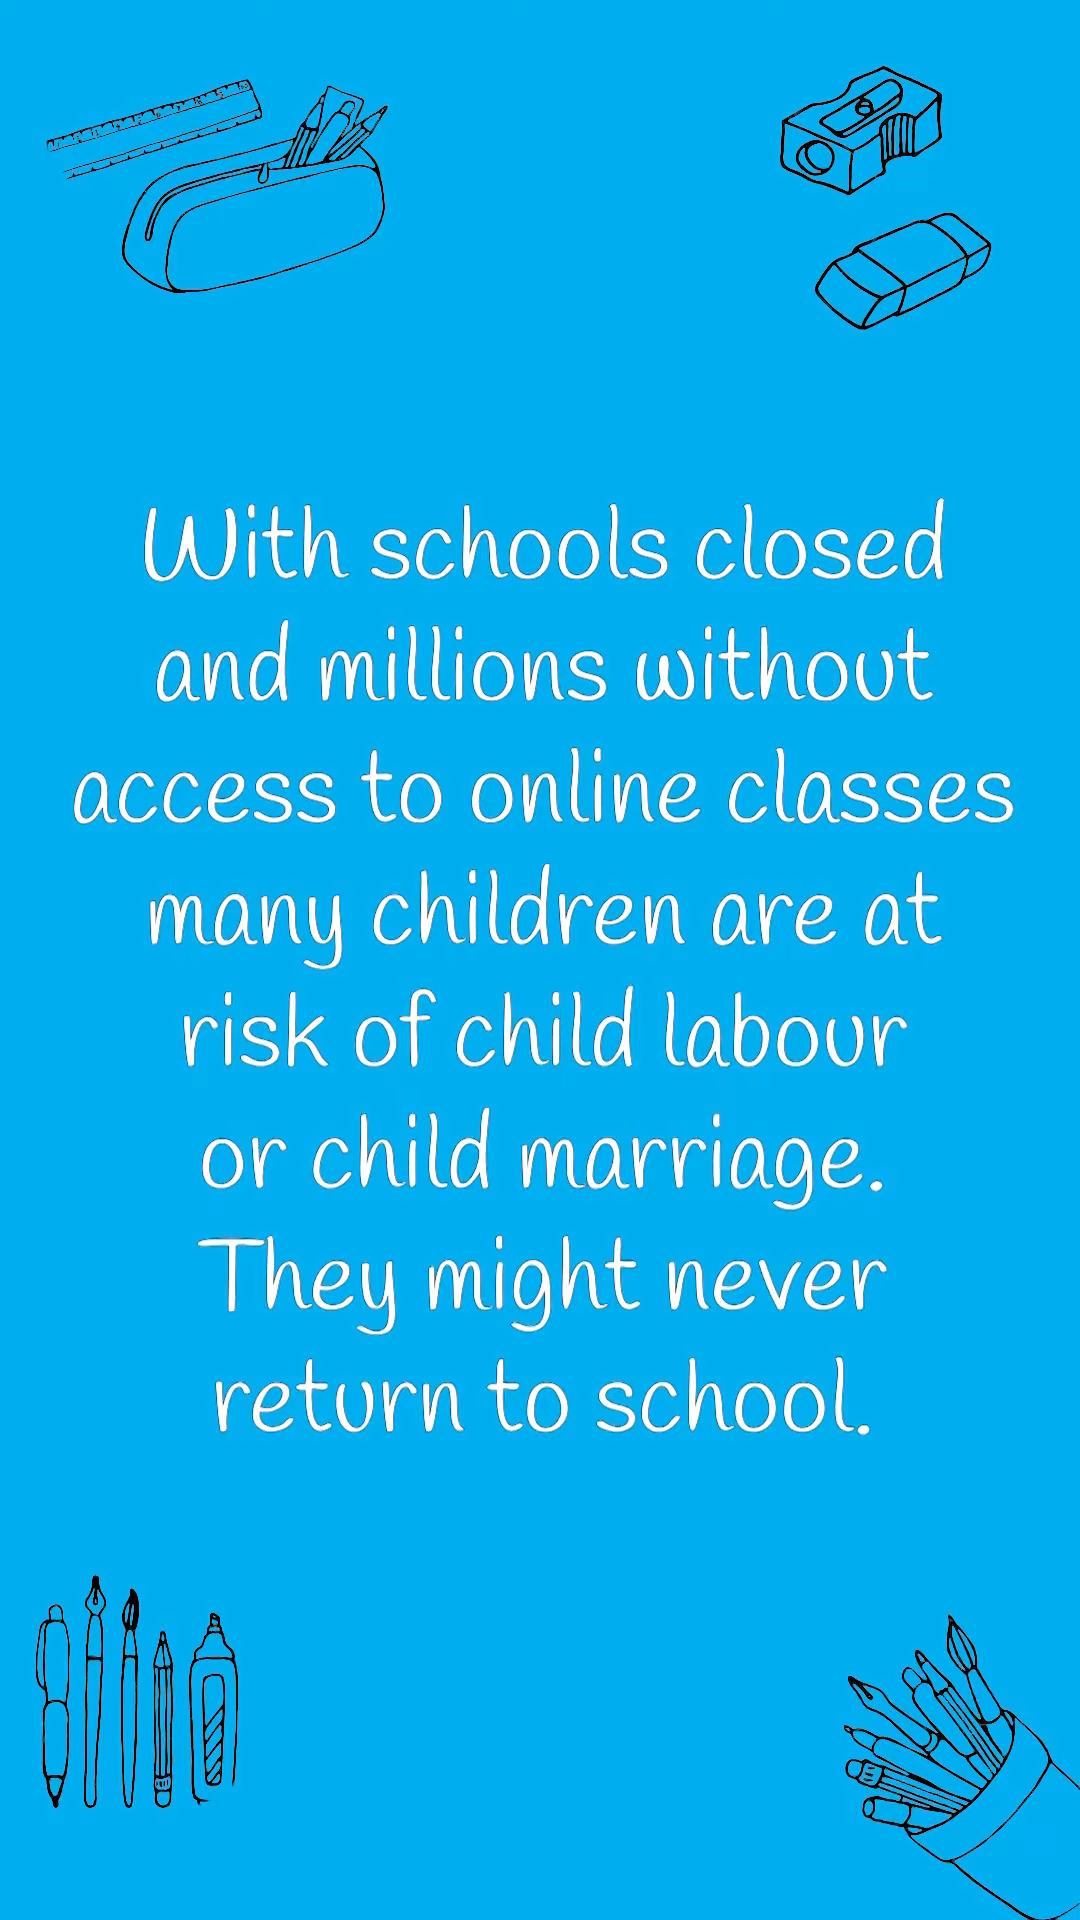 With schools closed
and millions without
access to online classes
many children are at
risk of child labour
or child marriage.
They might never
return to school.